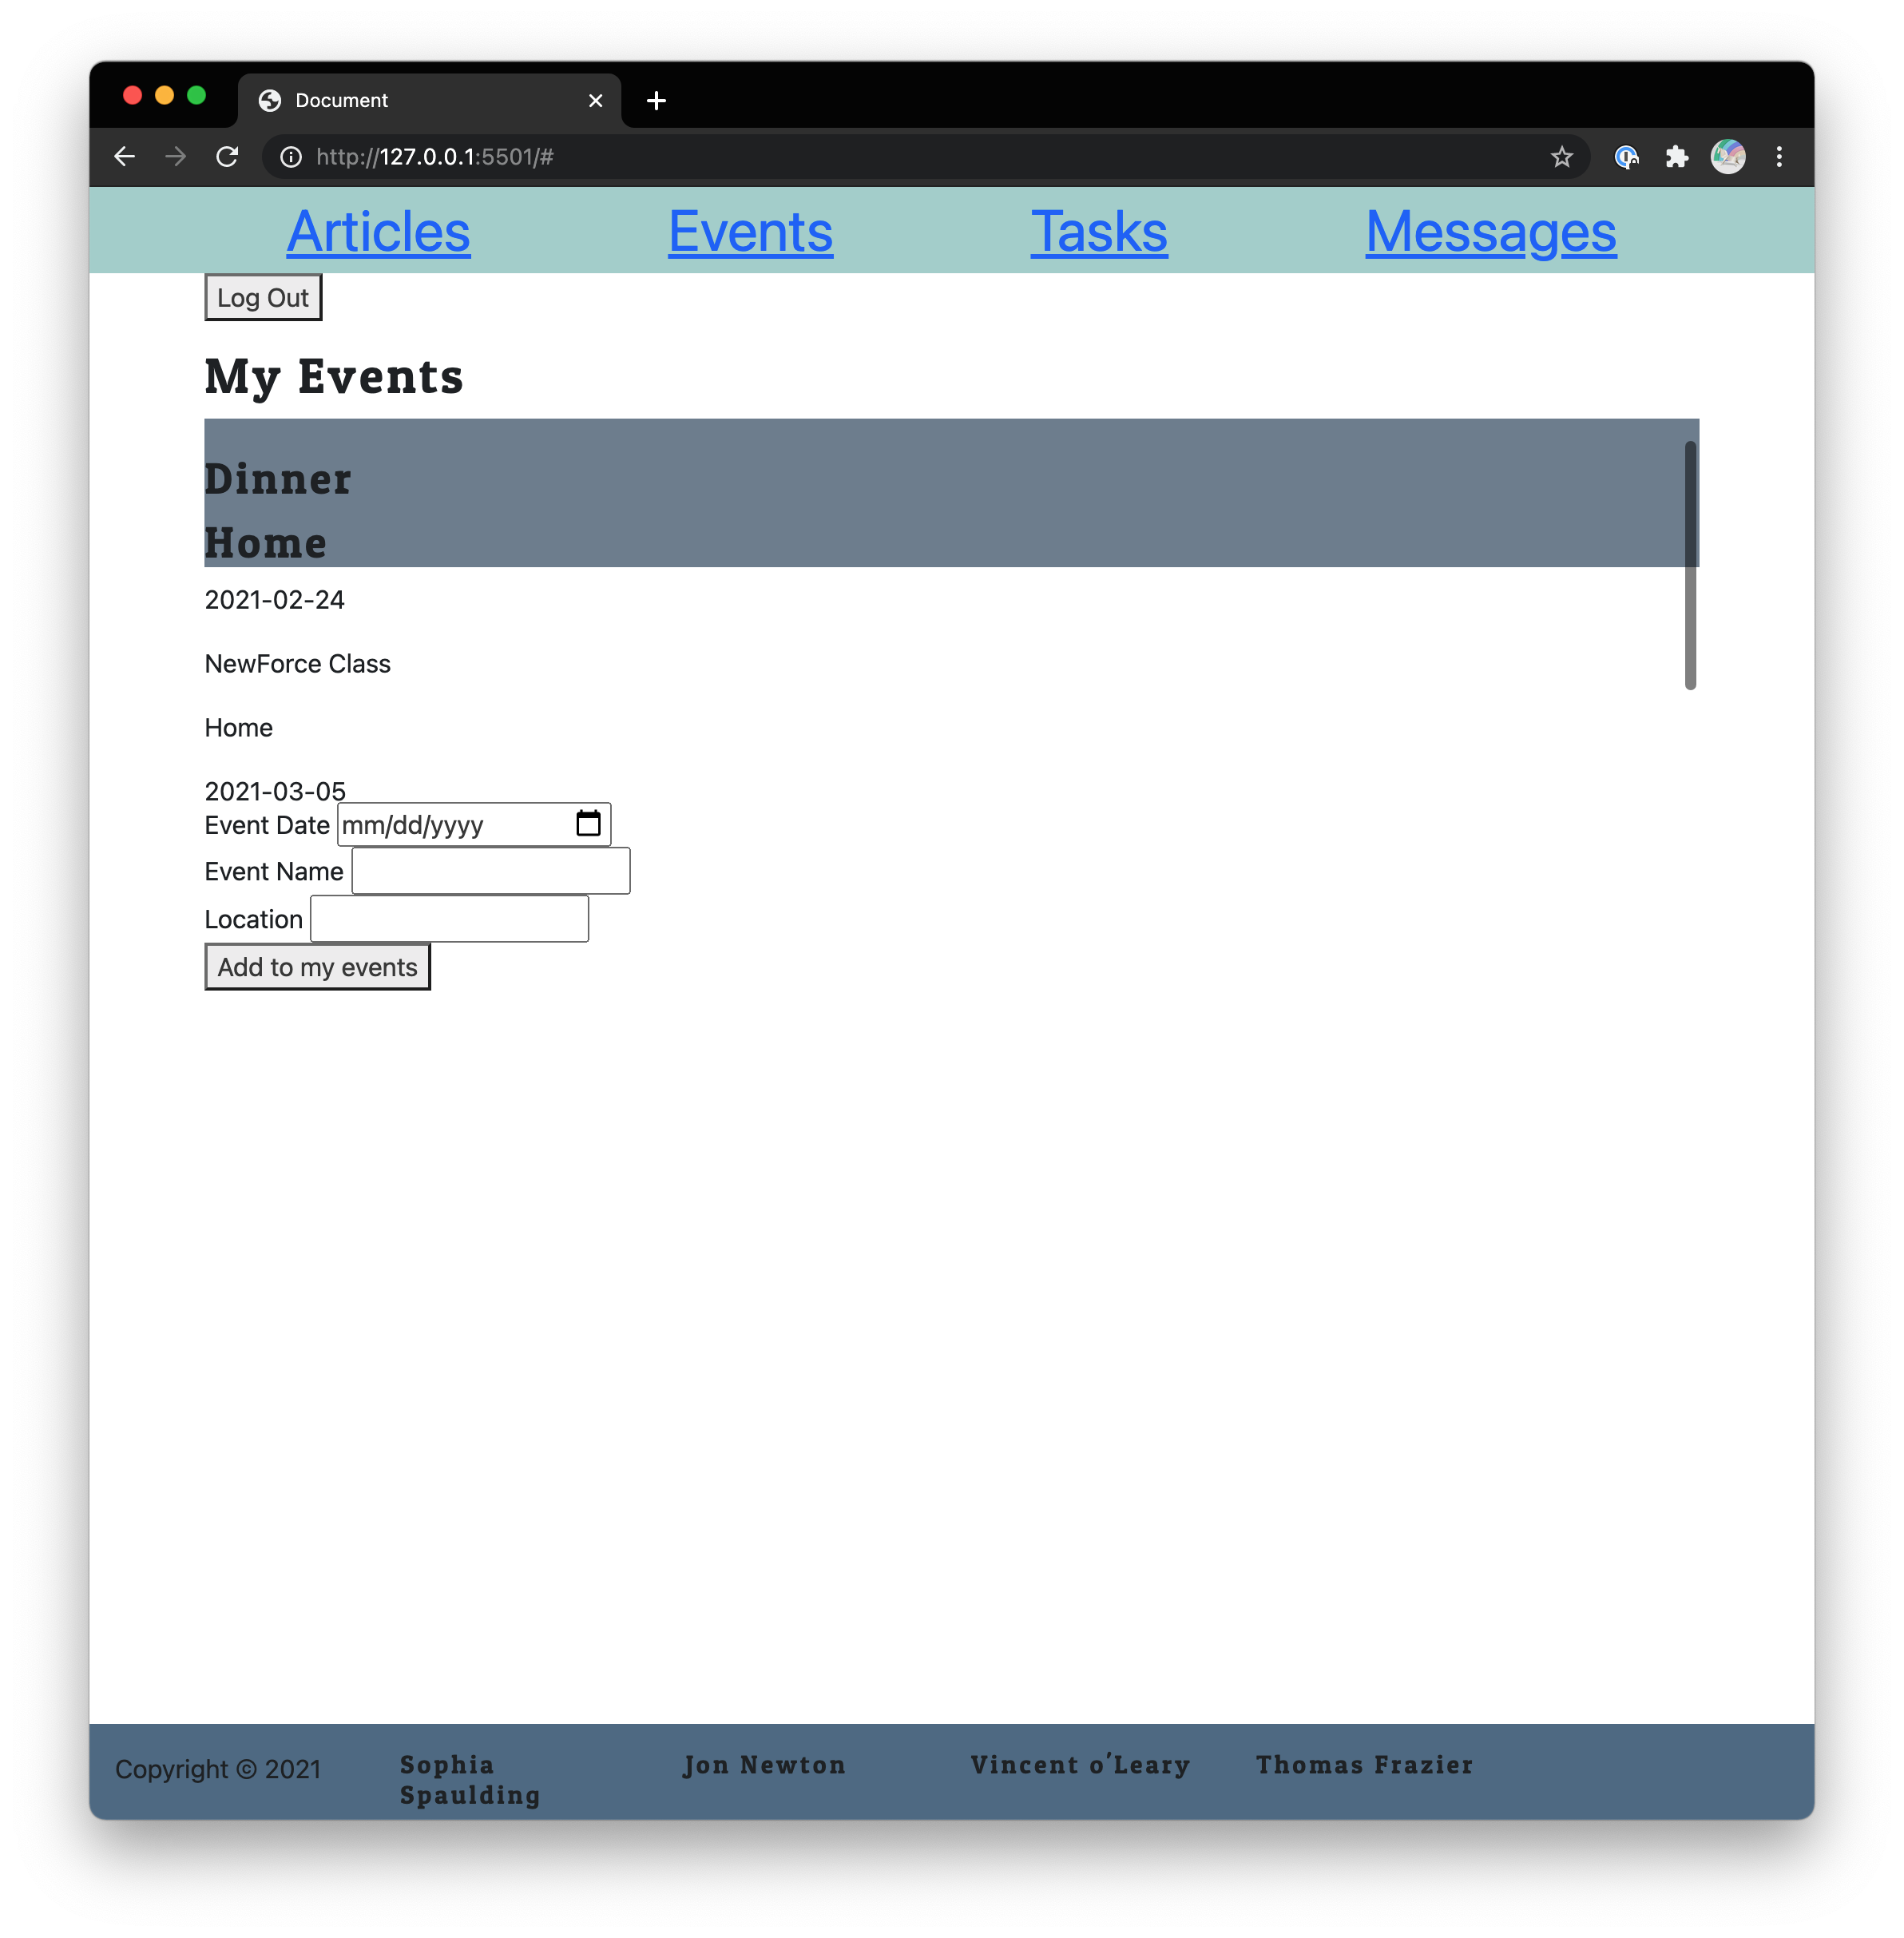 Document
http://127.0.0.1:5501/#
Articles Events Tasks Messages
Log Out
My Events
Dinner
Home
2021-02-24
NewForce Class
Home
2021-03-05
Event Date mm/dd/yyyy
Event Name
Location
Add to my events
Copyright © 2021 Sophia Spaulding Jon Newton Vincent o'Leary Thomas Frazier